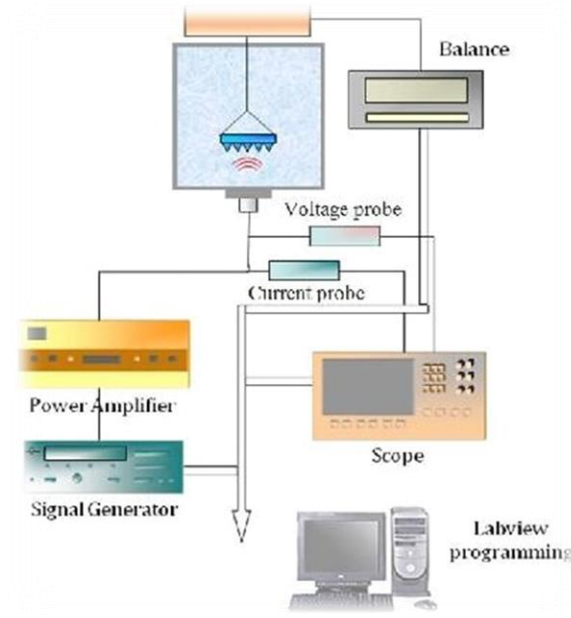 Balance
Voltage probe
Current probe
Power Amplifier
Scope
Signal Generator
Labview
programming